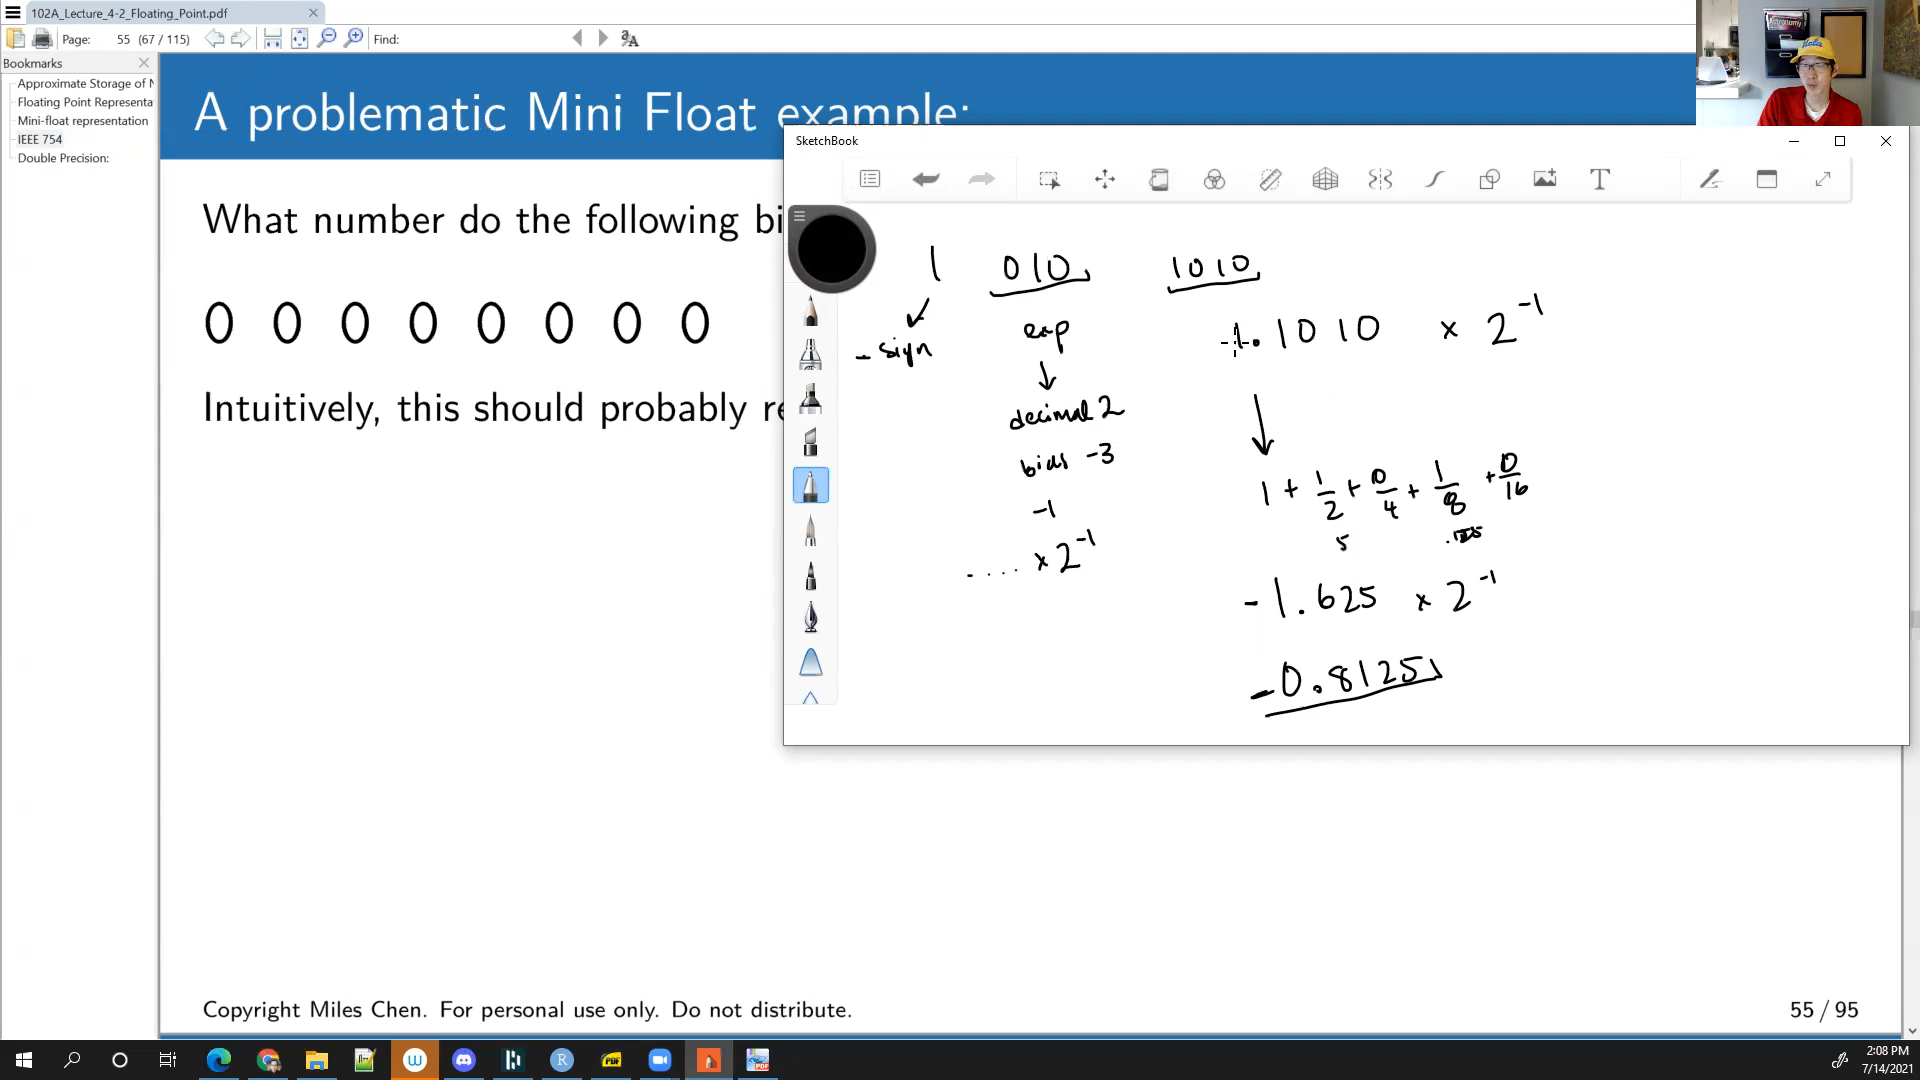 102A_Lecture_4-2_Floating_Point.pdf
Page: 55 (67 / 115) Find:
Bookmarks
Approximate Storage of N
Floating Point Representa
Mini-float representation
IEEE 754
Double Precision:
A problematic Mini Float example:
What number do the following bi
0 0 0 0 0 0 0 0
Intuitively, this should probably re
SketchBook
1 010 1010
- sign
exp
decimal 2
bias -3
-1
.... x 2^-1
1.1010 x 2^-1
1 + 1/2 + 0/4 + 1/8 + 0/16
5 .125
-1.625 x 2^-1
-0.8125
Copyright Miles Chen. For personal use only. Do not distribute.
55 / 95
2:08 PM
7/14/2021